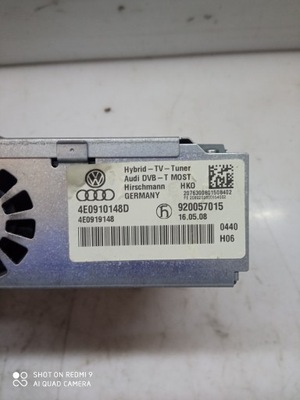 Hybrid-TV-Tuner
Audi DVB-T MOST
Hirschmann HKO
GERMANY
4E0910148D
4E0919148
920057015
16.05.08
0440
H06
SHOT ON REDMI 9
AI QUAD CAMERA